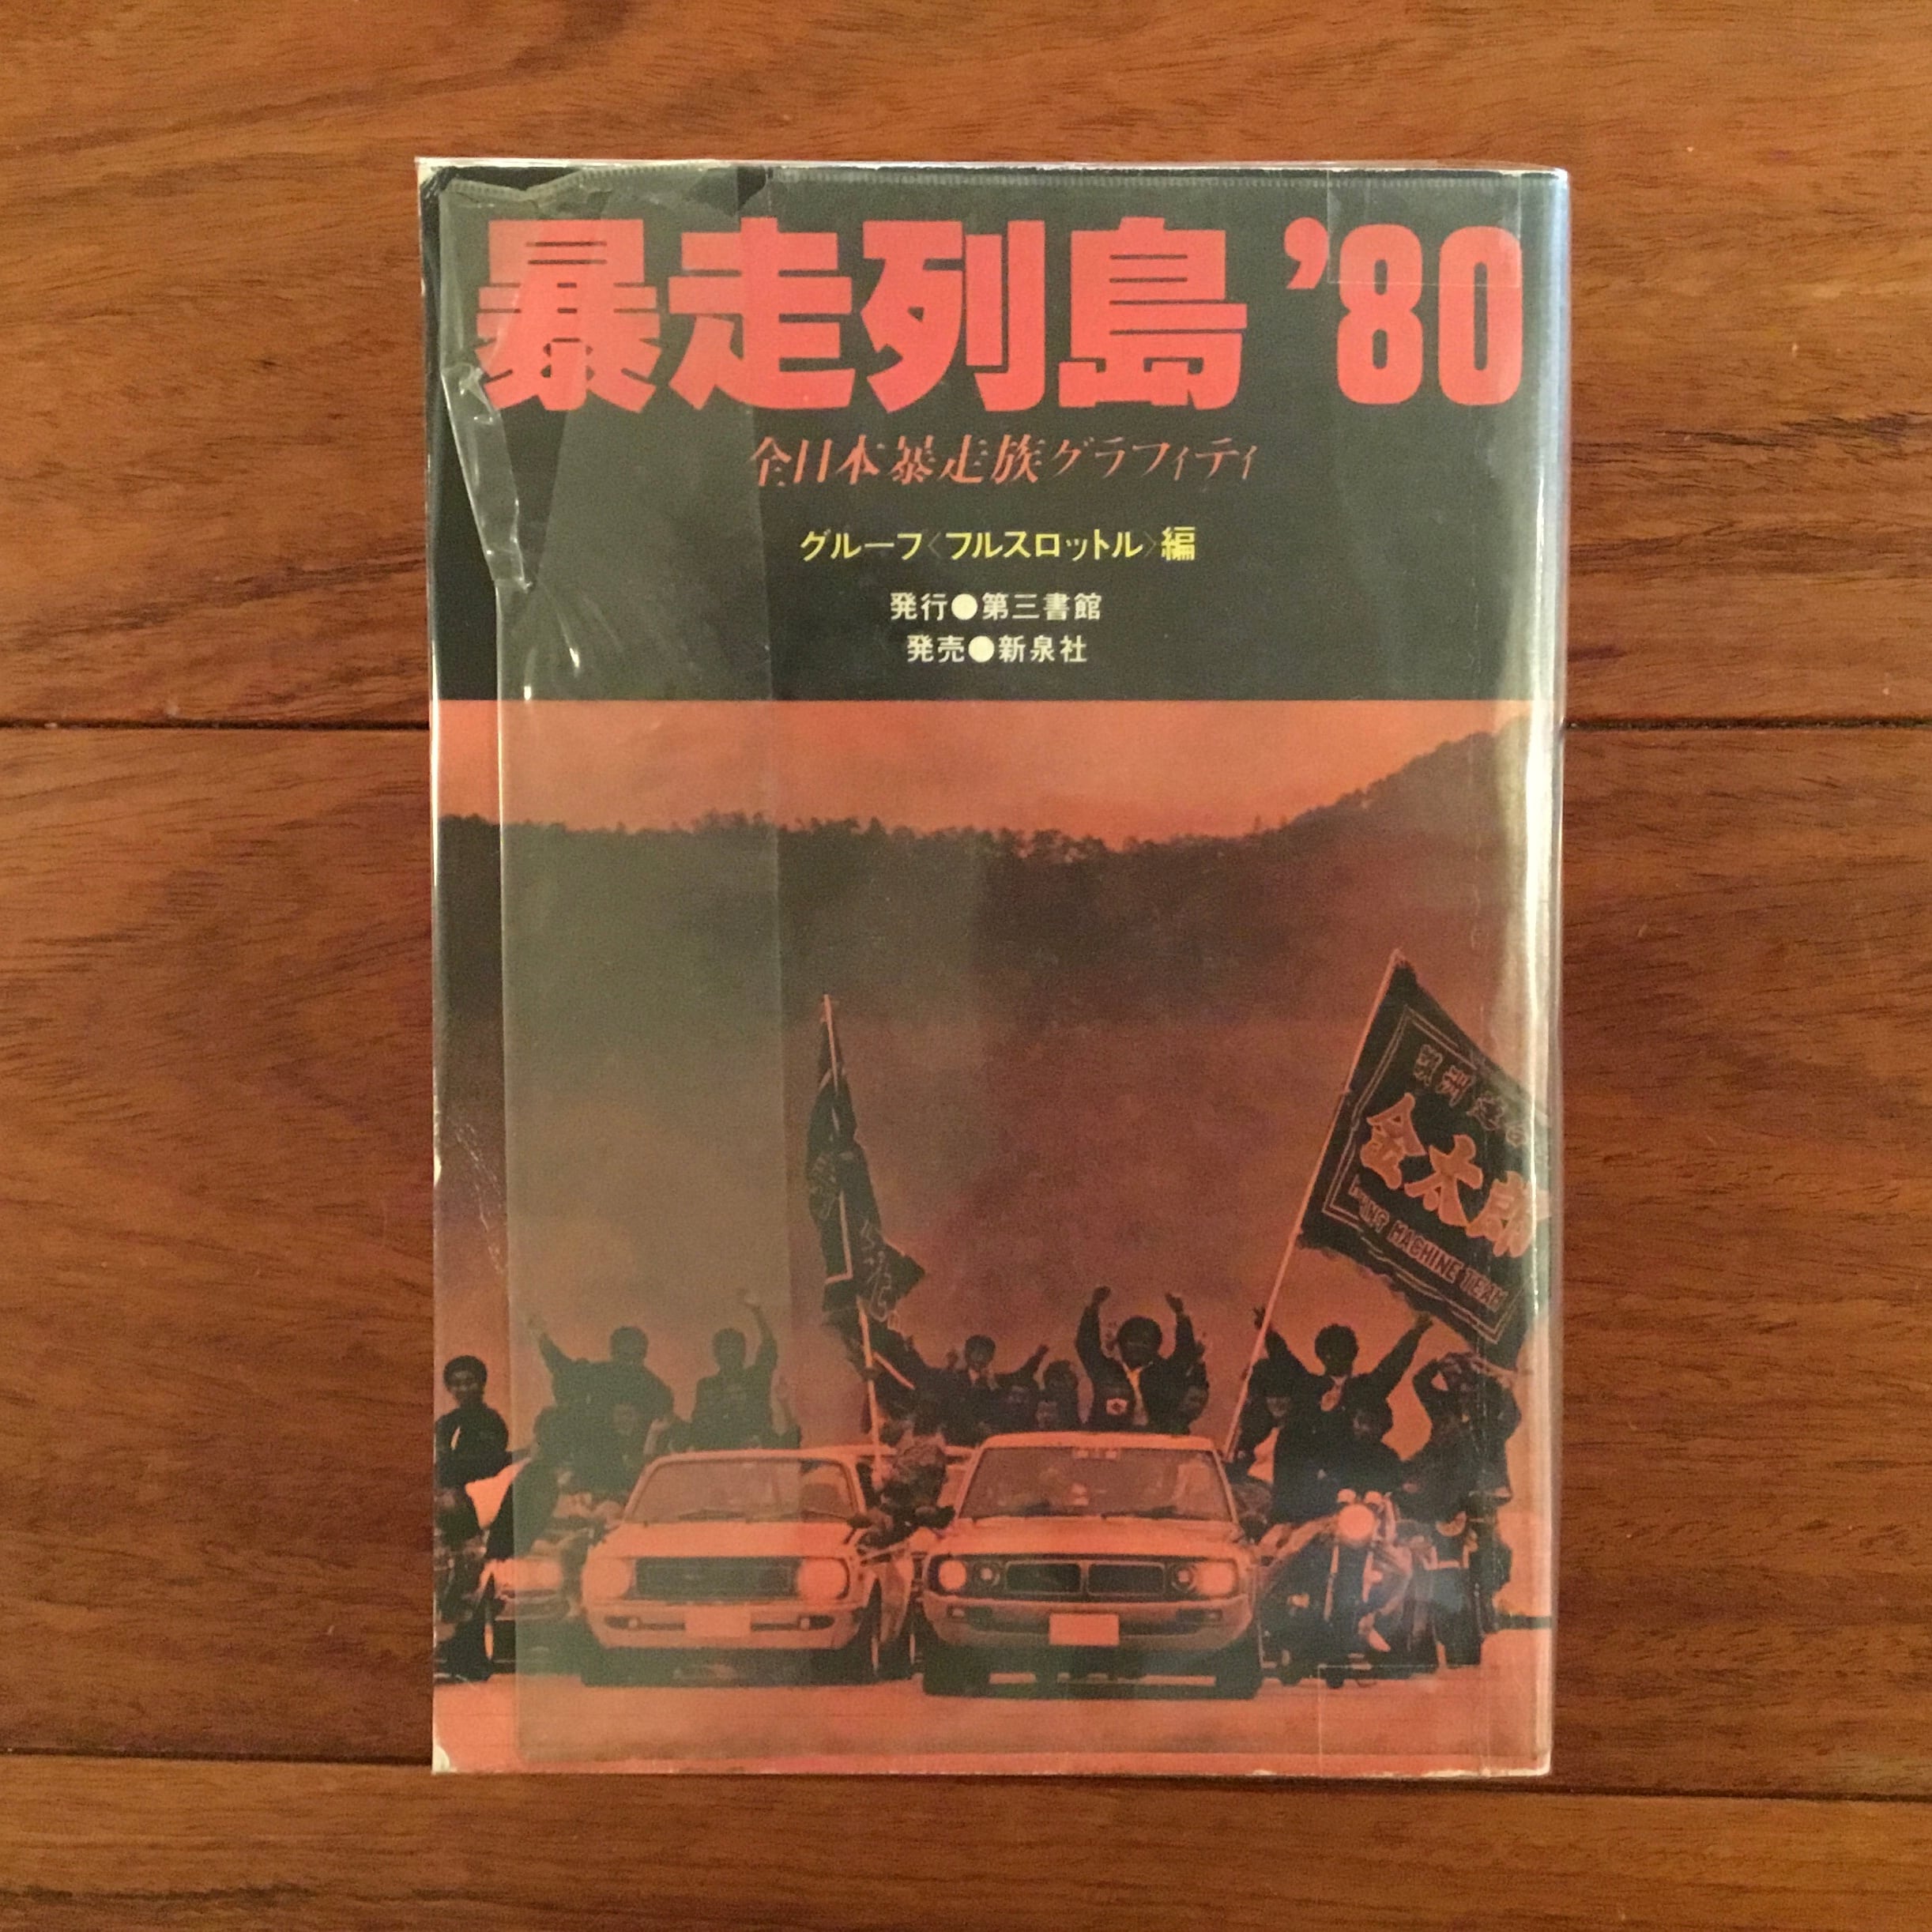 暴走列島 '80
全日本暴走族グラフィティ
グループ〈フルスロットル〉編
発行●第三書館
発売●新泉社
金太郎
MACHINE TEAM